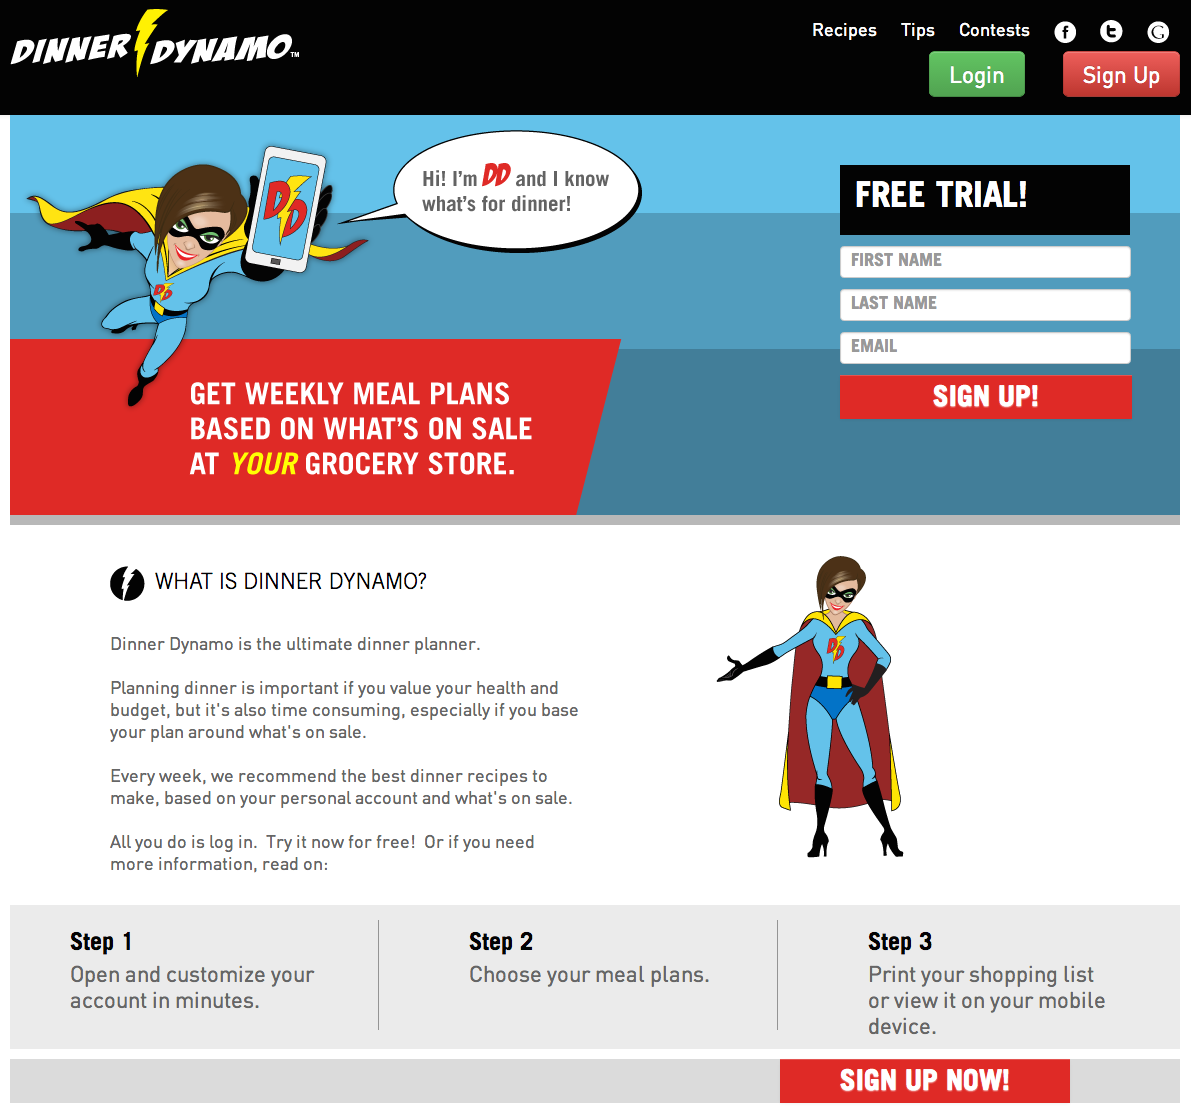 DINNER DYNAMO™
Recipes Tips Contests
Login Sign Up
Hi! I'm DD and I know
what's for dinner!
DD
DD
FREE TRIAL!
FIRST NAME
LAST NAME
EMAIL
SIGN UP!
GET WEEKLY MEAL PLANS
BASED ON WHAT'S ON SALE
AT YOUR GROCERY STORE.
WHAT IS DINNER DYNAMO?
Dinner Dynamo is the ultimate dinner planner.
Planning dinner is important if you value your health and
budget, but it's also time consuming, especially if you base
your plan around what's on sale.
Every week, we recommend the best dinner recipes to
make, based on your personal account and what's on sale.
All you do is log in.  Try it now for free!  Or if you need
more information, read on:
DD
Step 1
Open and customize your
account in minutes.
Step 2
Choose your meal plans.
Step 3
Print your shopping list
or view it on your mobile
device.
SIGN UP NOW!